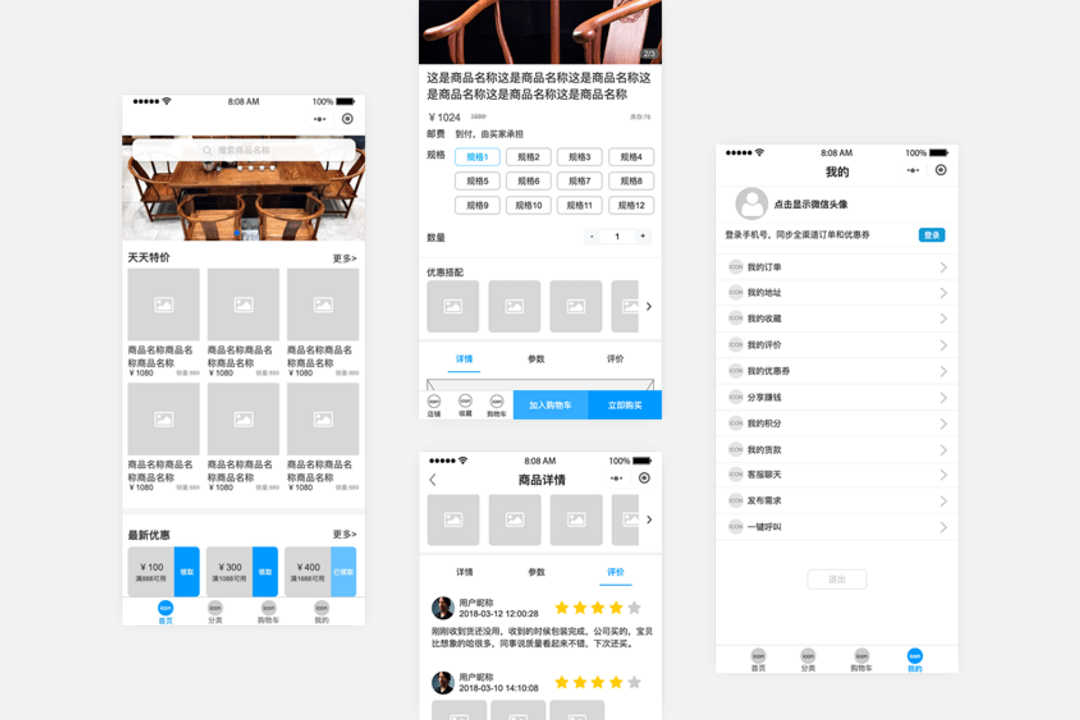 8:08 AM
100%
搜索商品名称
天天特价
更多>
商品名称商品名称商品名称
商品名称商品名称商品名称
商品名称商品名称商品名称
￥1080
销量:889
￥1080
销量:889
￥1080
销量:889
商品名称商品名称商品名称
商品名称商品名称商品名称
商品名称商品名称商品名称
￥1080
销量:889
￥1080
销量:889
￥1080
销量:889
最新优惠
更多>
￥100
满888可用
领取
￥300
满1088可用
领取
￥400
满1688可用
已领取
icon
首页
icon
分类
icon
购物车
icon
我的
2/3
这是商品名称这是商品名称这是商品名称这
是商品名称这是商品名称这是商品名称
￥1024
邮费 到付，由买家承担
规格
规格1
规格2
规格3
规格4
规格5
规格6
规格7
规格8
规格9
规格10
规格11
规格12
数量
- 1 +
优惠搭配
详情
参数
评价
icon
店铺
icon
收藏
icon
购物车
加入购物车
立即购买
8:08 AM
100%
商品详情
详情
参数
评价
用户昵称
2018-03-12 12:00:28
刚刚收到货还没用，收到的时候包装完成，公司买的，宝贝
比想象的哈很多，同事说质量看起来不错，下次还买。
用户昵称
2018-03-10 14:10:08
8:08 AM
100%
我的
点击显示微信头像
登录手机号，同步全渠道订单和优惠券
登录
ICON 我的订单
ICON 我的地址
ICON 我的收藏
ICON 我的评价
ICON 我的优惠券
ICON 分享赚钱
ICON 我的积分
ICON 我的货款
ICON 客服聊天
ICON 发布需求
ICON 一键呼叫
退出
icon
首页
icon
分类
icon
购物车
icon
我的